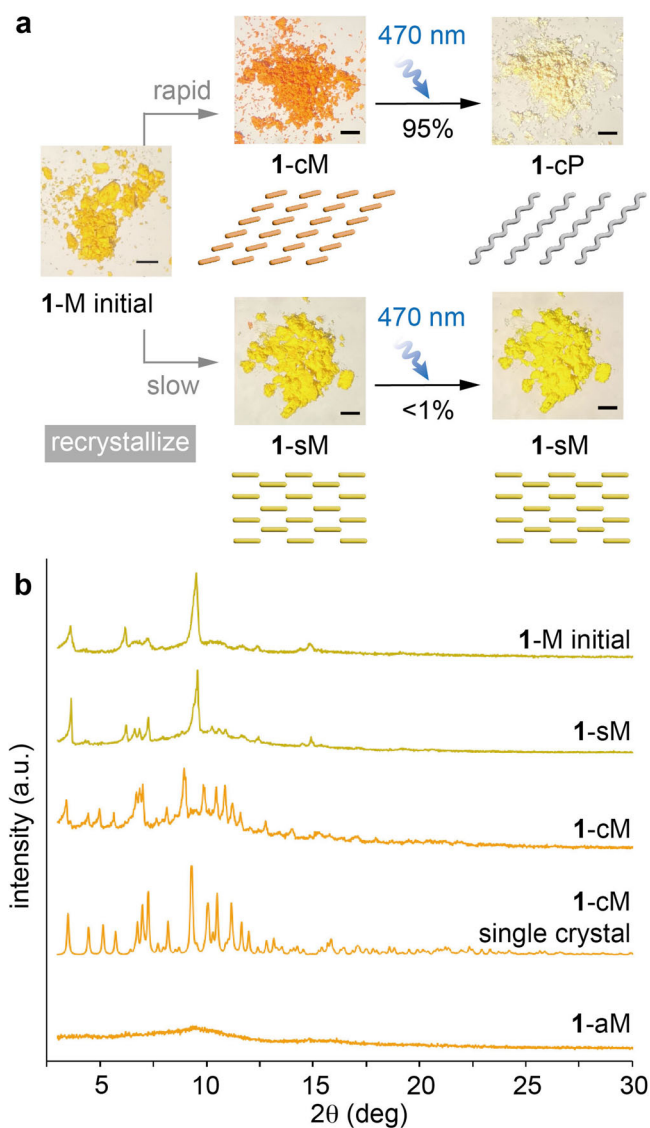 a
rapid
470 nm
95%
1-cM
1-cP
1-M initial
470 nm
slow
<1%
recrystallize
1-sM
1-sM
b
1-M initial
1-sM
1-cM
1-cM
single crystal
1-aM
intensity (a.u.)
5 10 15 20 25 30
2θ (deg)